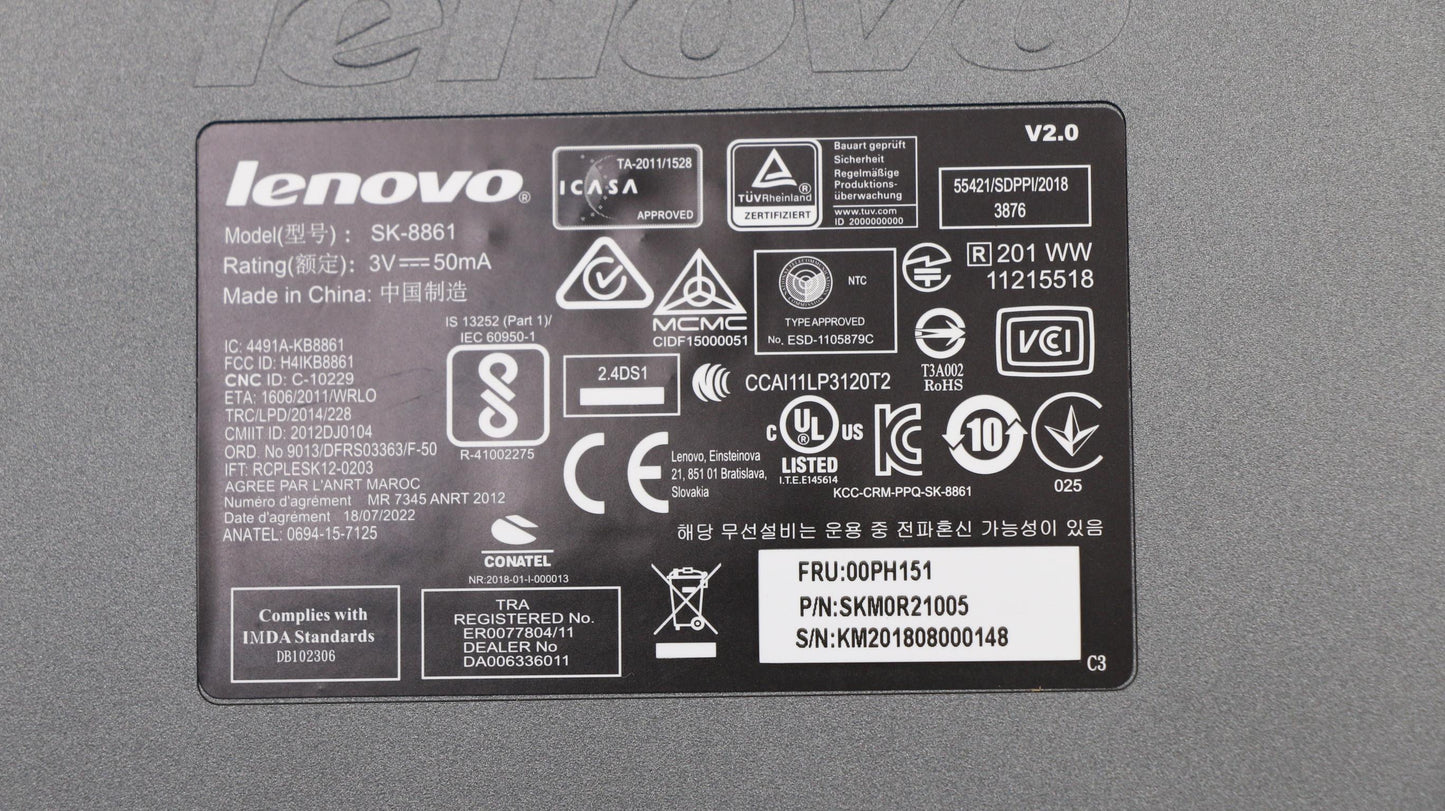 lenovo
lenovo®
Model(型号) : SK-8861
Rating(额定): 3V 50mA
Made in China: 中国制造
IC: 4491A-KB8861
FCC ID: H4IKB8861
CNC ID: C-10229
ETA: 1606/2011/WRLO
TRC/LPD/2014/228
CMIIT ID: 2012DJ0104
ORD. No 9013/DFRS03363/F-50
IFT: RCPLESK12-0203
AGREE PAR L'ANRT MAROC
Numéro d'agrément MR 7345 ANRT 2012
Date d'agrément 18/07/2022
ANATEL: 0694-15-7125
Complies with
IMDA Standards
DB102306
TA-2011/1528
ICASA
APPROVED
IS 13252 (Part 1)/
IEC 60950-1
R-41002275
CONATEL
NR:2018-01-I-000013
TRA
REGISTERED No.
ER0077804/11
DEALER No
DA006336011
TÜVRheinland®
ZERTIFIZIERT
Bauart geprüft
Sicherheit
Regelmäßige
Produktions-
überwachung
www.tuv.com
ID 2000000000
V2.0
55421/SDPPI/2018
3876
MCMC
CIDF15000051
NTC
TYPE APPROVED
No. ESD-1105879C
R 201 WW
11215518
T3A002
RoHS
VCI
2.4DS1
CCAI11LP3120T2
CE
Lenovo, Einsteinova
21, 851 01 Bratislava,
Slovakia
C UL® US
LISTED
I.T.E.E145614
KC
10
025
KCC-CRM-PPQ-SK-8861
해당 무선설비는 운용 중 전파혼신 가능성이 있음
FRU:00PH151
P/N:SKM0R21005
S/N:KM201808000148
C3